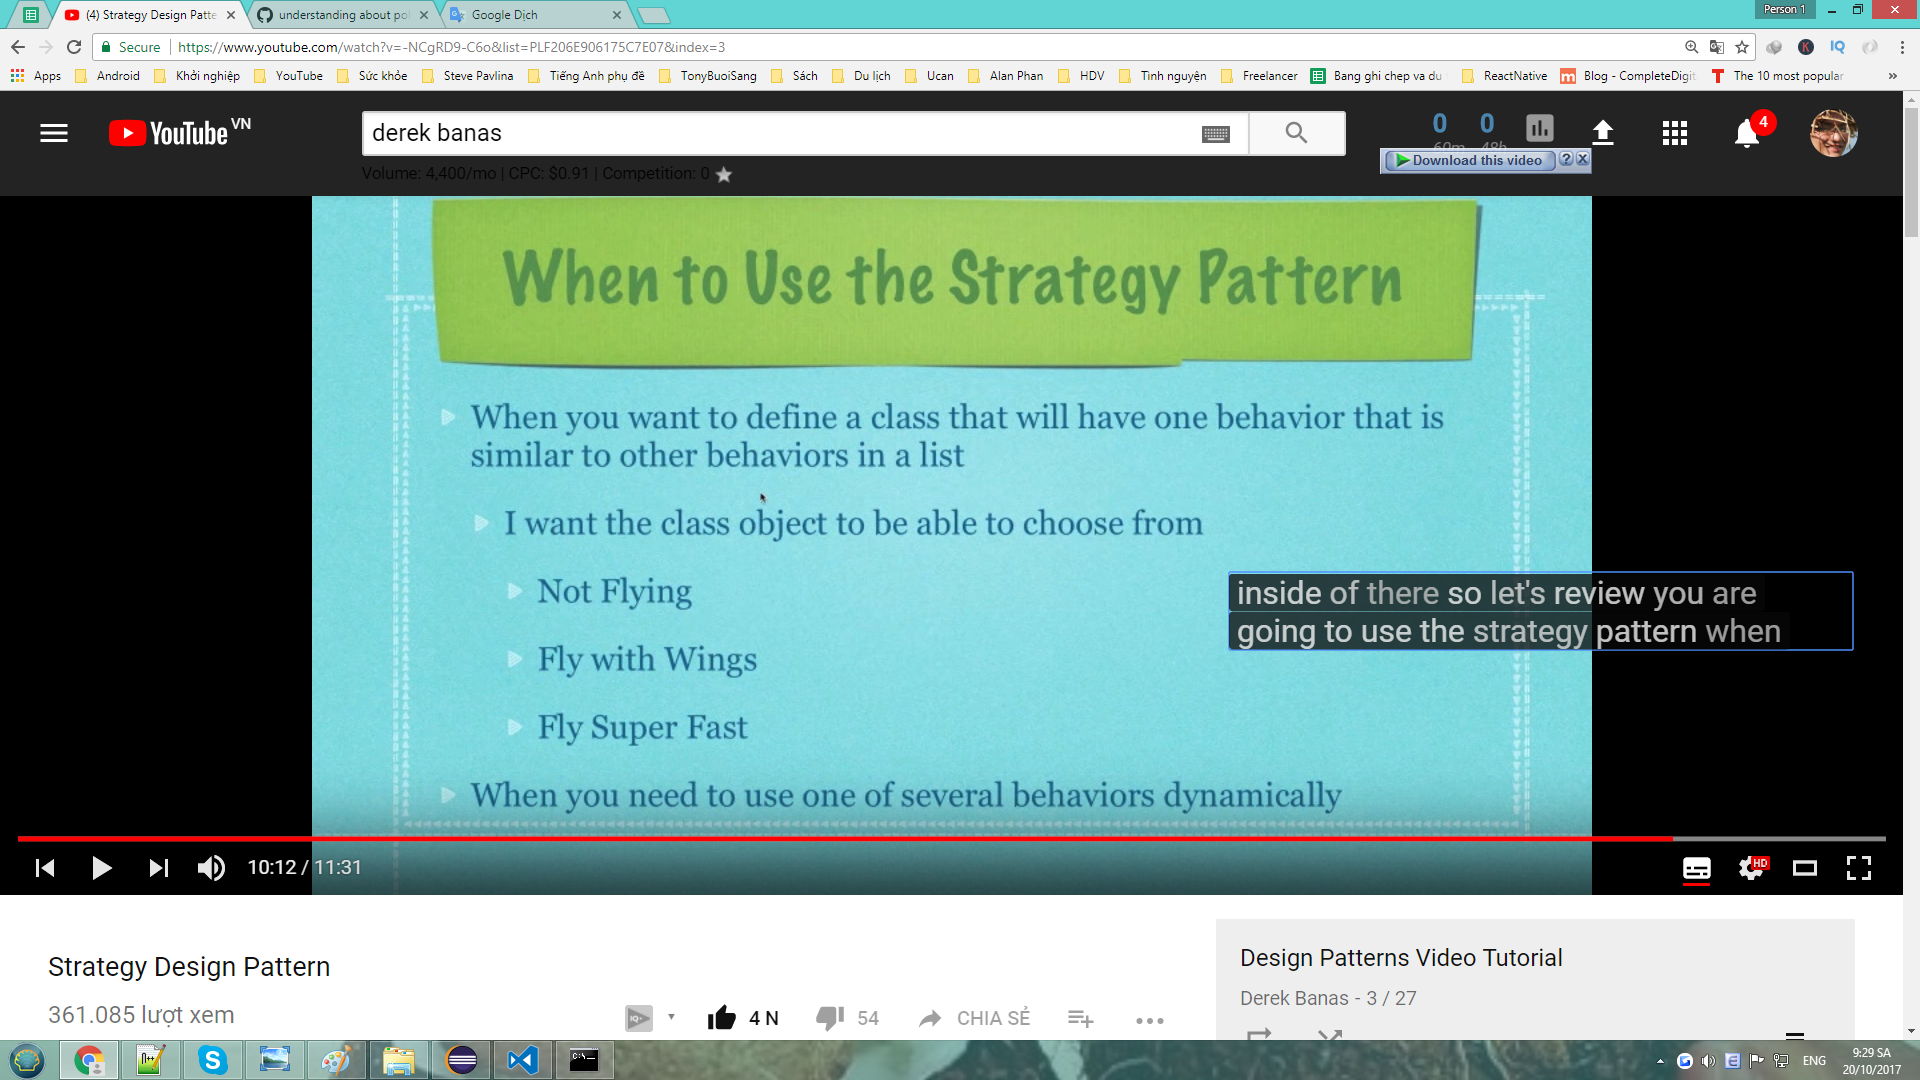 (4) Strategy Design Patte
understanding about pol
Google Dịch
Person 1
Secure
https://www.youtube.com/watch?v=-NCgRD9-C6o&list=PLF206E906175C7E07&index=3
Apps
Android
Khởi nghiệp
YouTube
Sức khỏe
Steve Pavlina
Tiếng Anh phụ đề
TonyBuoiSang
Sách
Du lịch
Ucan
Alan Phan
HDV
Tình nguyện
Freelancer
Bang ghi chep va du
ReactNative
Blog - CompleteDigit
The 10 most popular
YouTube VN
derek banas
0
0
60m
48h
4
Download this video
Volume: 4,400/mo | CPC: $0.91 | Competition: 0
When to Use the Strategy Pattern
When you want to define a class that will have one behavior that is
similar to other behaviors in a list
I want the class object to be able to choose from
Not Flying
inside of there so let's review you are
going to use the strategy pattern when
Fly with Wings
Fly Super Fast
When you need to use one of several behaviors dynamically
10:12 / 11:31
HD
Strategy Design Pattern
361.085 lượt xem
4 N
54
CHIA SẺ
Design Patterns Video Tutorial
Derek Banas - 3 / 27
ENG
9:29 SA
20/10/2017